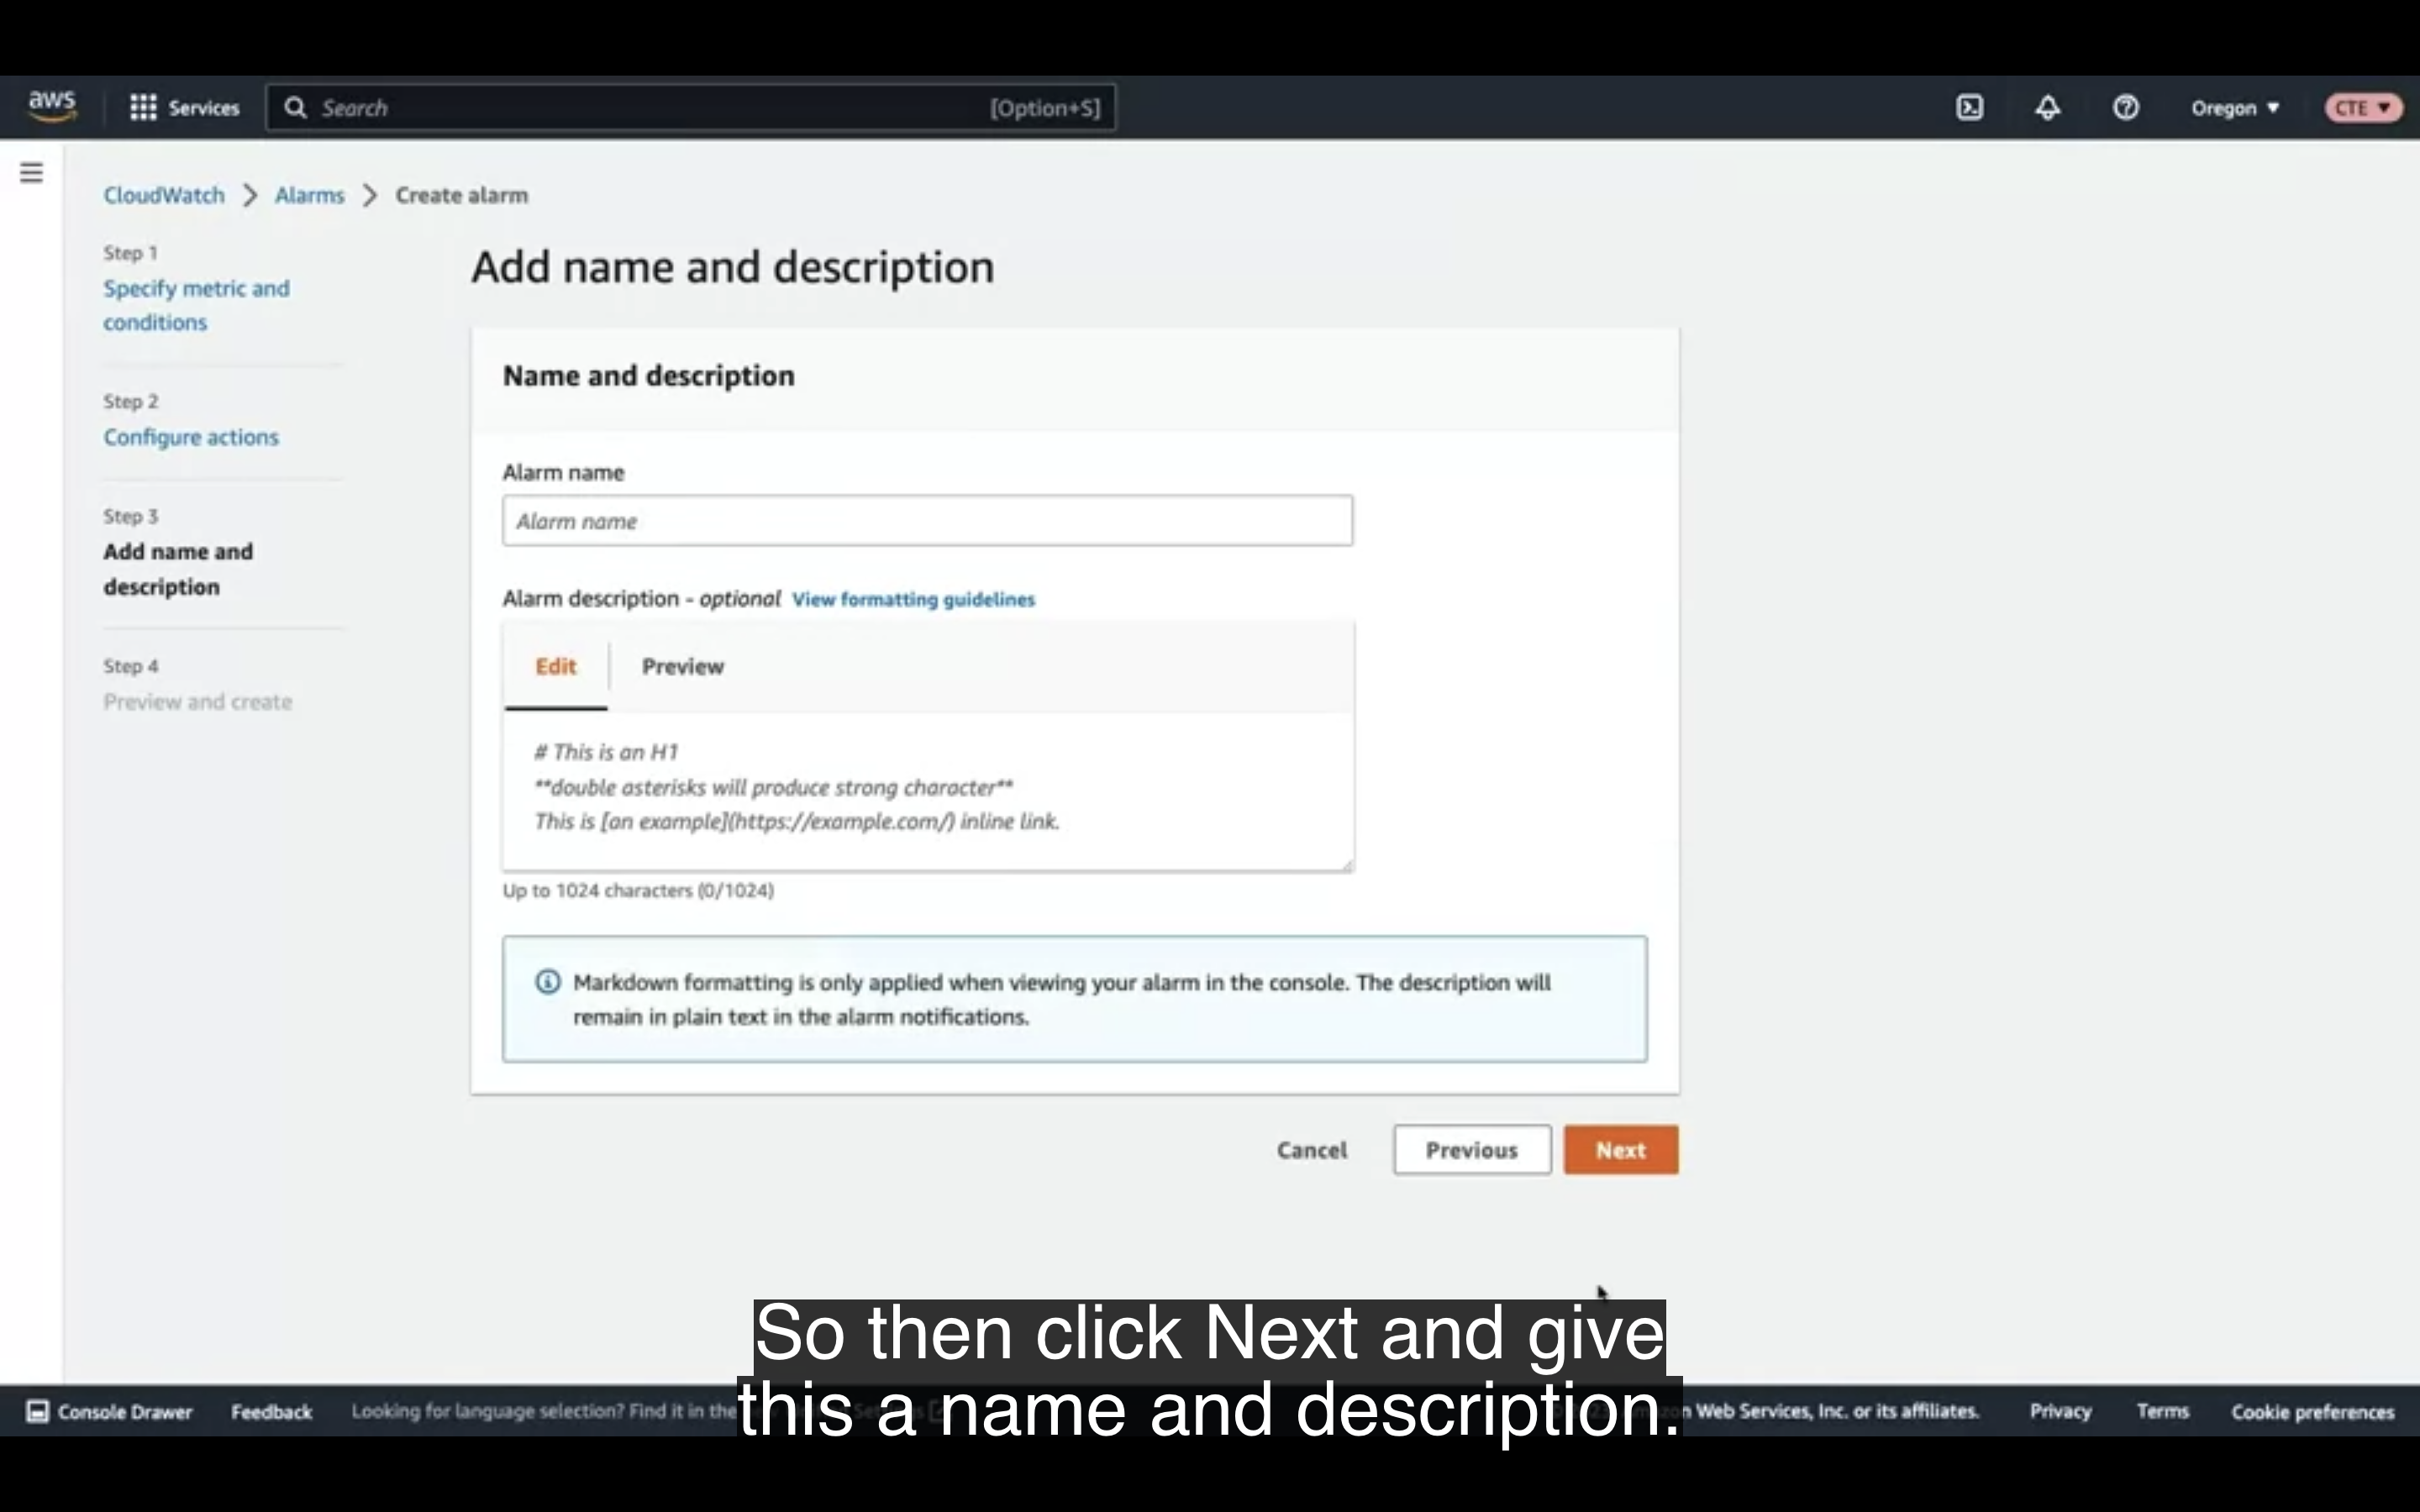 aws
Services
Search
[Option+S]
Oregon
CTE
CloudWatch
Alarms
Create alarm
Step 1
Specify metric and
conditions
Step 2
Configure actions
Step 3
Add name and
description
Step 4
Preview and create
Add name and description
Name and description
Alarm name
Alarm name
Alarm description - optional View formatting guidelines
Edit
Preview
# This is an H1
**double asterisks will produce strong character**
This is [an example](https://example.com/) inline link.
Up to 1024 characters (0/1024)
Markdown formatting is only applied when viewing your alarm in the console. The description will
remain in plain text in the alarm notifications.
Cancel
Previous
Next
So then click Next and give
this a name and description.
Console Drawer
Feedback
Looking for language selection? Find it in the
Web Services, Inc. or its affiliates.
Privacy
Terms
Cookie preferences